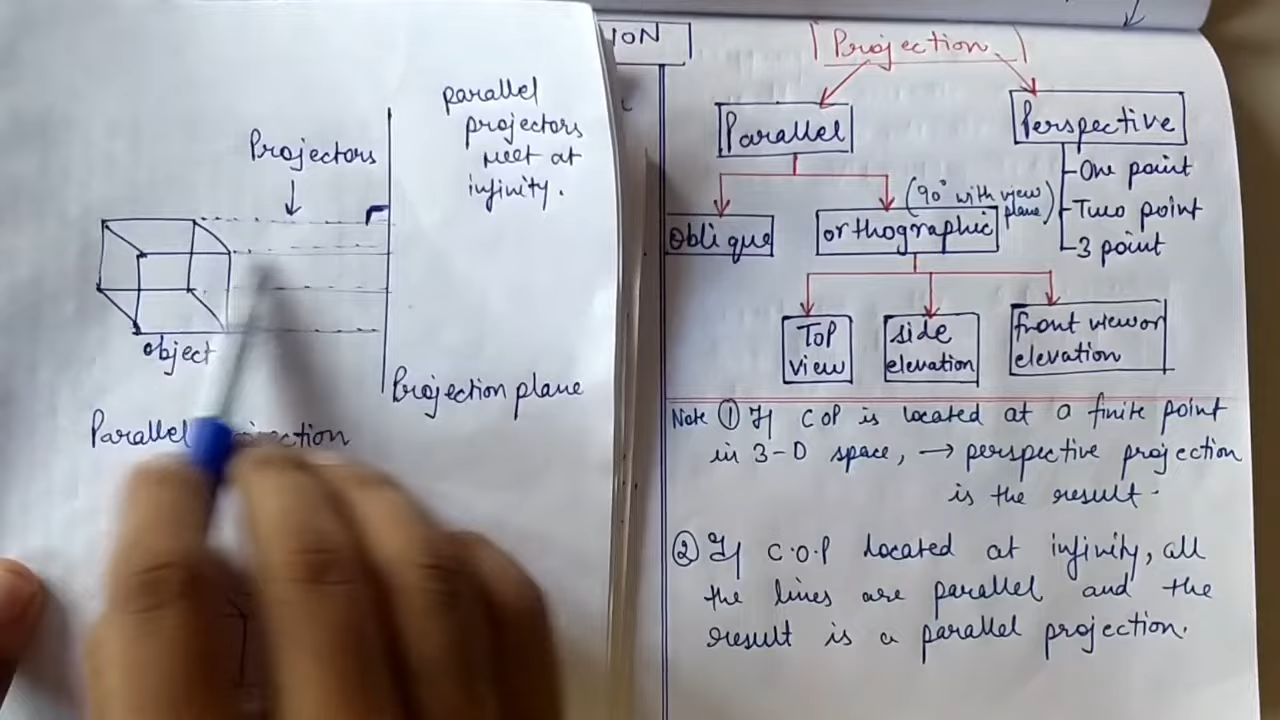 parallel
projectors
meet at
infinity.
Projectors
object
Projection plane
Parallel
ION
Projection
Parallel
Perspective
One point
Two point
3 point
oblique
orthographic
(90° with view
plane)
Top
view
side
elevation
front view or
elevation
Note ① If COP is located at a finite point
in 3-D space, → perspective projection
is the result.
② If C.O.P located at infinity, all
the lines are parallel and the
result is a parallel projection.